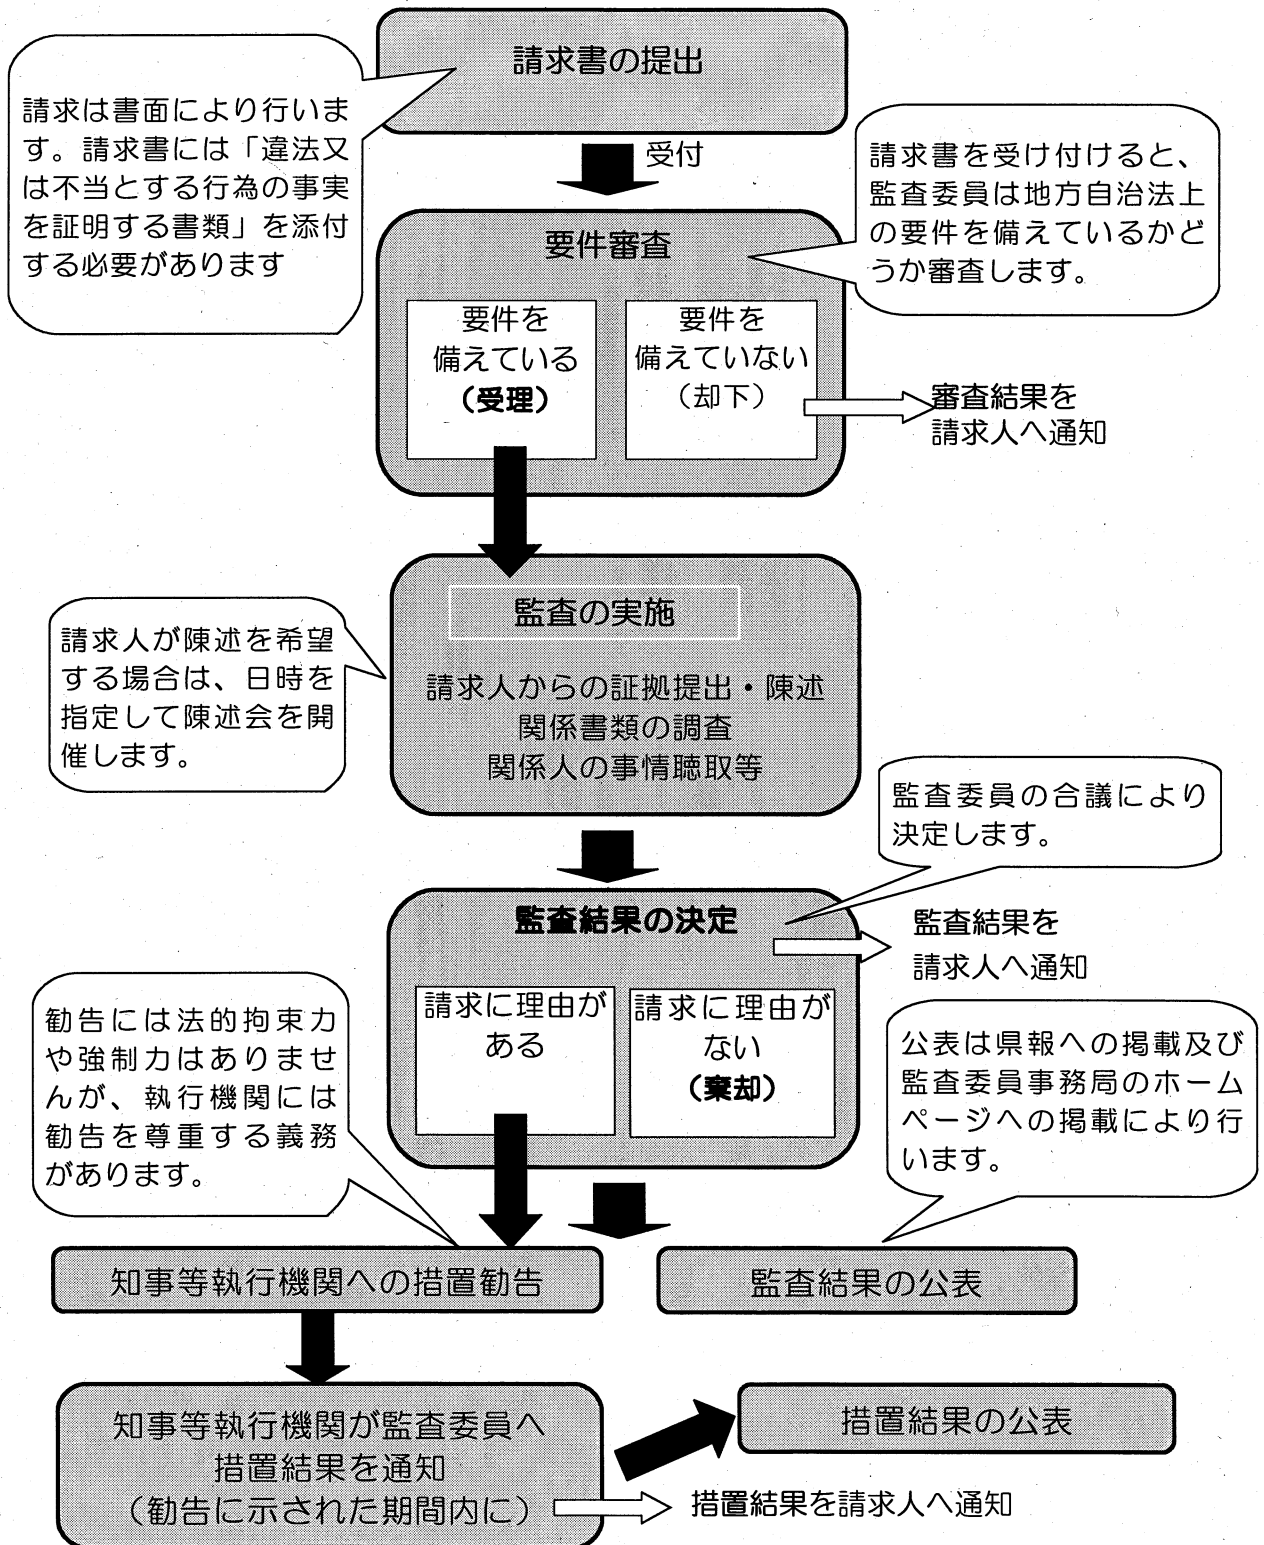 請求書の提出
請求は書面により行いま
す。請求書には「違法又
は不当とする行為の事実
を証明する書類」を添付
する必要があります
受付
請求書を受け付けると、
監査委員は地方自治法上
の要件を備えているかど
うか審査します。
要件審査
要件を
備えている
（受理）
要件を
備えていない
（却下）
審査結果を
請求人へ通知
監査の実施
請求人からの証拠提出・陳述
関係書類の調査
関係人の事情聴取等
請求人が陳述を希望
する場合は、日時を
指定して陳述会を開
催します。
監査委員の合議により
決定します。
監査結果の決定
監査結果を
請求人へ通知
請求に理由が
ある
請求に理由が
ない
（棄却）
勧告には法的拘束力
や強制力はありませ
んが、執行機関には
勧告を尊重する義務
があります。
公表は県報への掲載及び
監査委員事務局のホーム
ページへの掲載により行
います。
知事等執行機関への措置勧告
監査結果の公表
知事等執行機関が監査委員へ
措置結果を通知
（勧告に示された期間内に）
措置結果の公表
措置結果を請求人へ通知